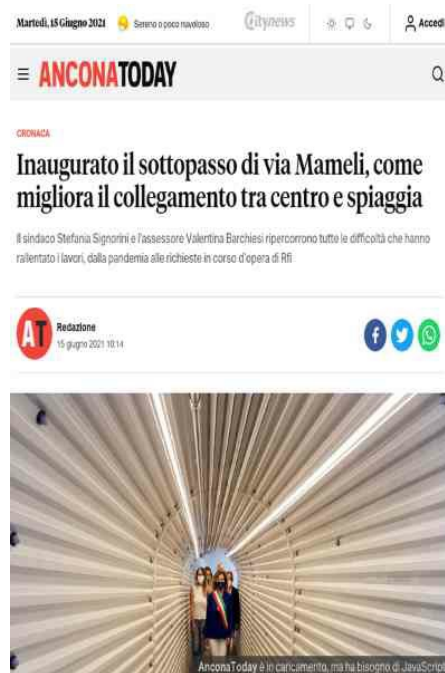 Martedì, 15 Giugno 2021 Sereno o poco nuvoloso Citynews Accedi
ANCONATODAY
CRONACA
Inaugurato il sottopasso di via Mameli, come
migliora il collegamento tra centro e spiaggia
Il sindaco Stefania Signorini e l'assessore Valentina Barchiesi ripercorrono tutte le difficoltà che hanno
rallentato i lavori, dalla pandemia alle richieste in corso d'opera di Rfi
AT
Redazione
15 giugno 2021 10:14
AnconaToday è in caricamento, ma ha bisogno di JavaScript